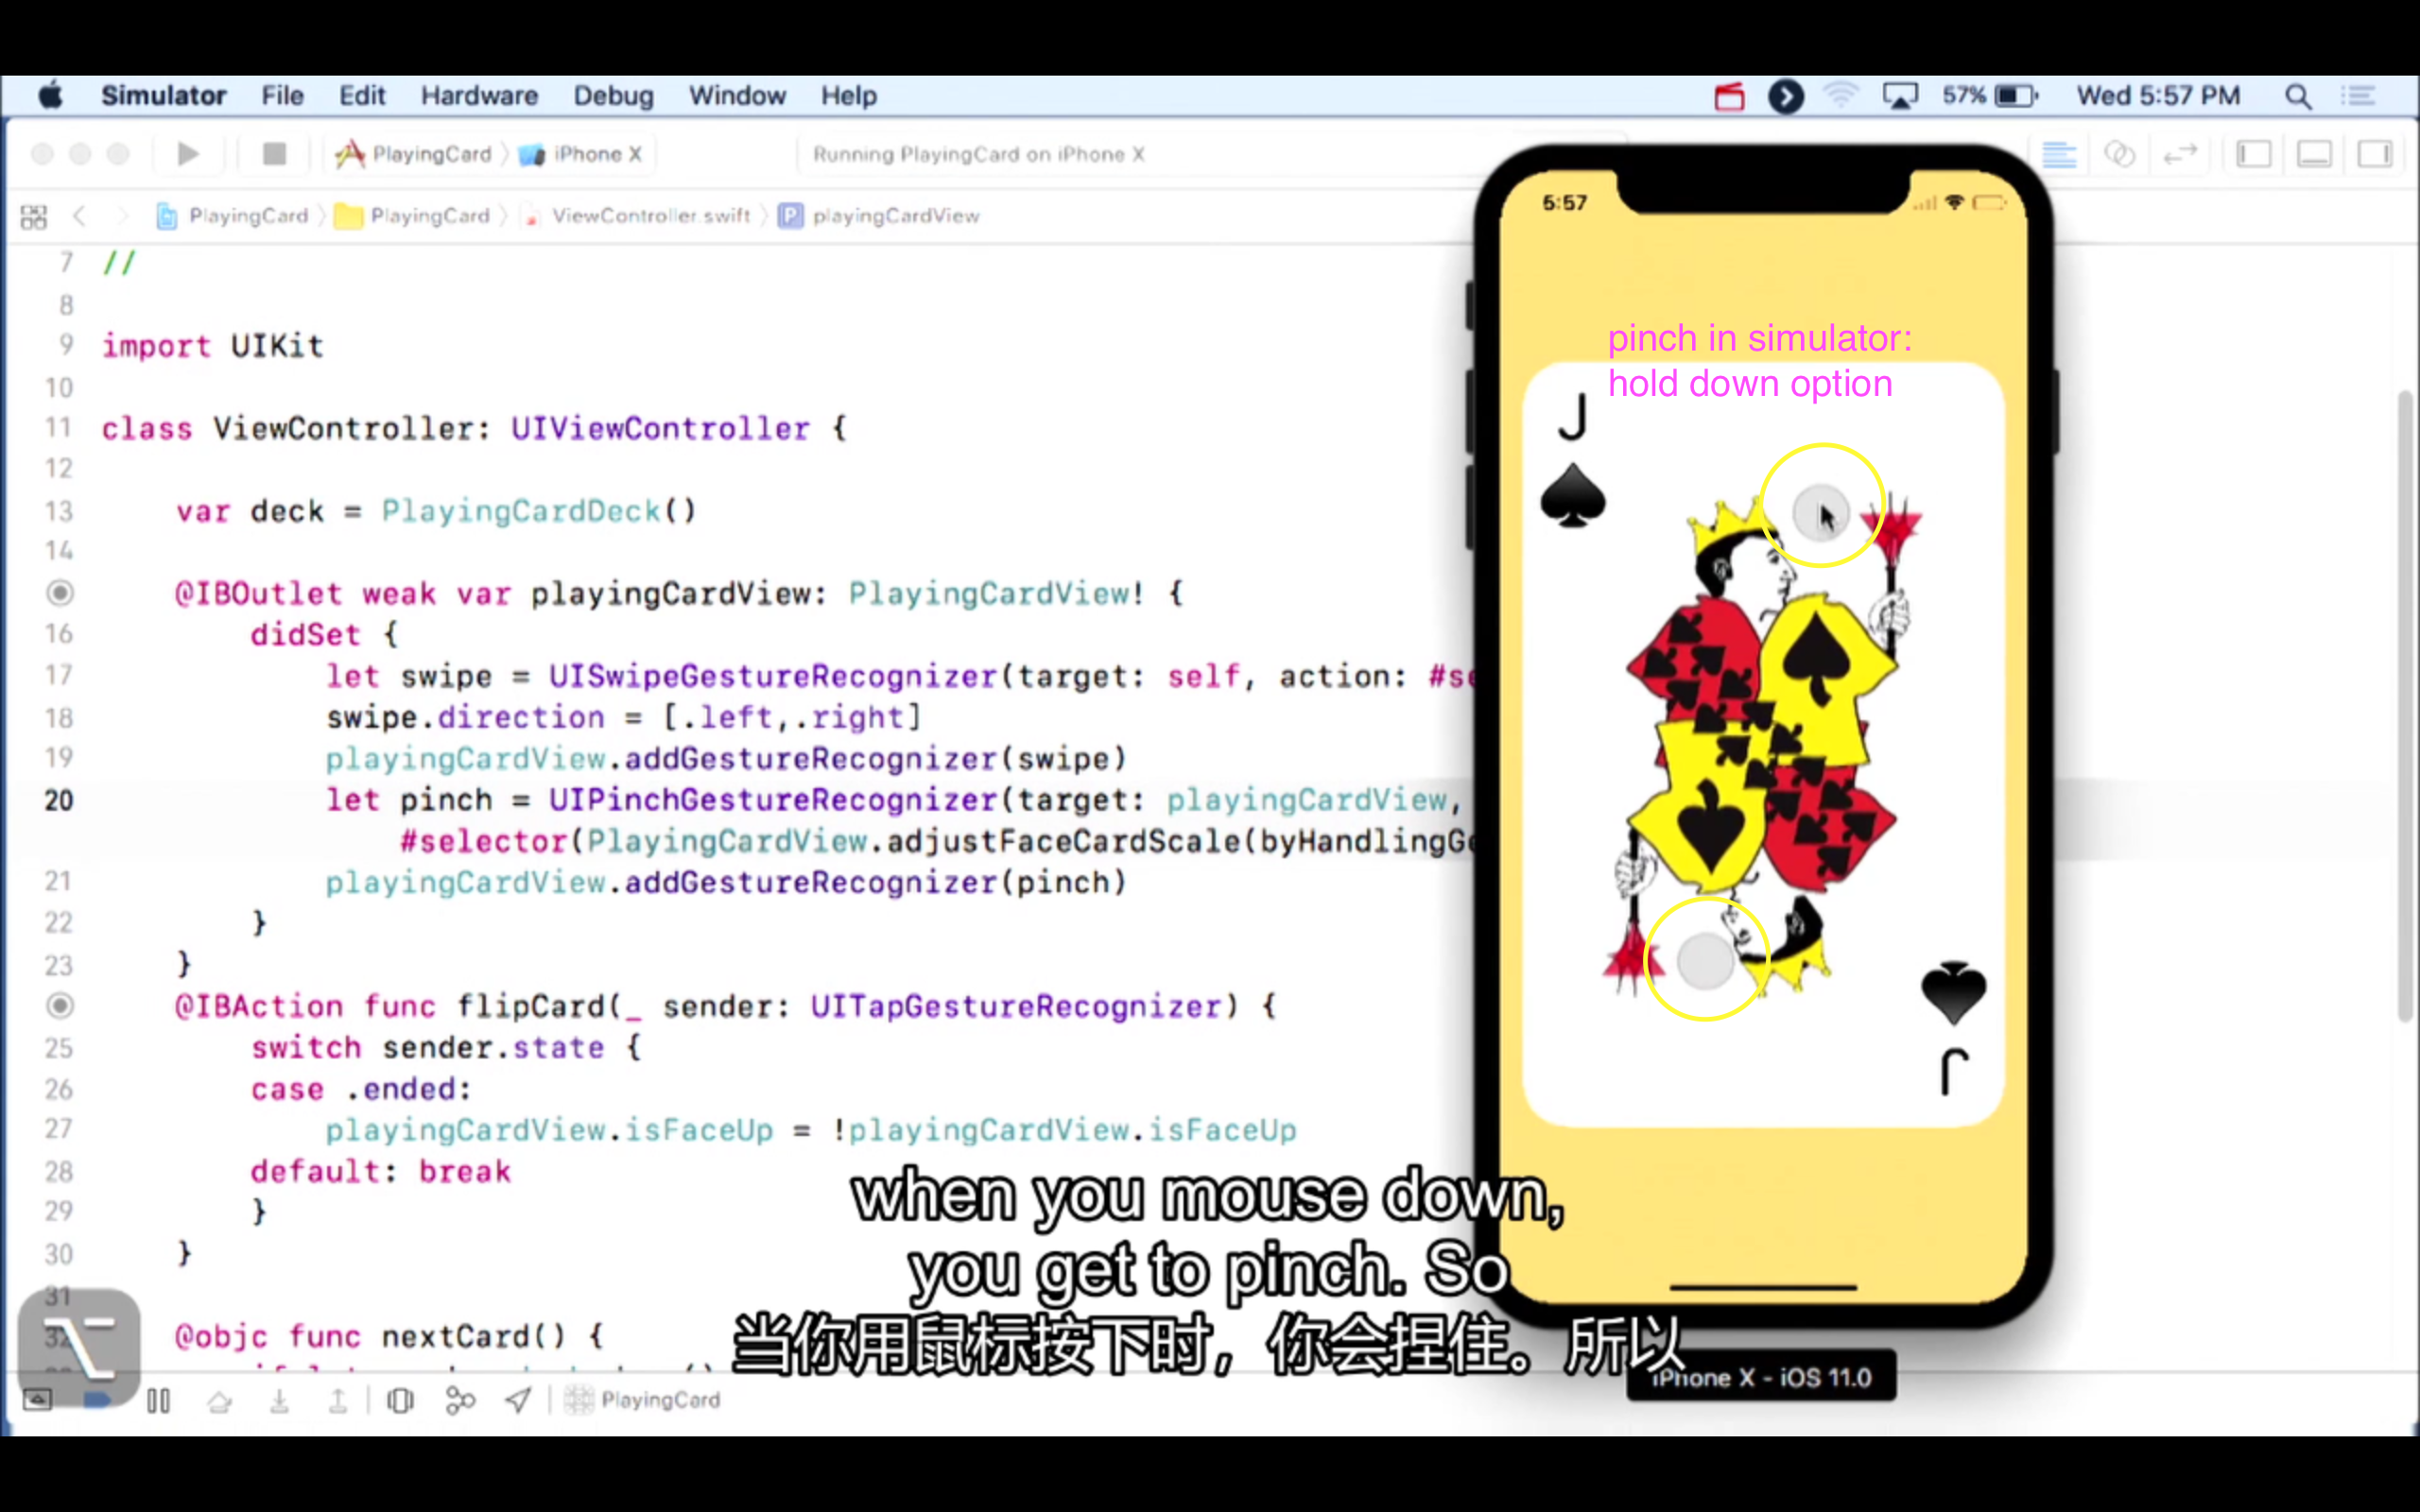 Simulator File Edit Hardware Debug Window Help 57% Wed 5:57 PM
PlayingCard iPhone X Running PlayingCard on iPhone X
PlayingCard PlayingCard ViewController.swift P playingCardView
7 //
8
9 import UIKit
10
11 class ViewController: UIViewController {
12
13 var deck = PlayingCardDeck()
14
@IBOutlet weak var playingCardView: PlayingCardView! {
16 didSet {
17 let swipe = UISwipeGestureRecognizer(target: self, action: #se
18 swipe.direction = [.left,.right]
19 playingCardView.addGestureRecognizer(swipe)
20 let pinch = UIPinchGestureRecognizer(target: playingCardView,
#selector(PlayingCardView.adjustFaceCardScale(byHandlingGe
21 playingCardView.addGestureRecognizer(pinch)
22 }
23 }
@IBAction func flipCard(_ sender: UITapGestureRecognizer) {
25 switch sender.state {
26 case .ended:
27 playingCardView.isFaceUp = !playingCardView.isFaceUp
28 default: break
29 }
30 }
31
32 @objc func nextCard() {
PlayingCard
5:57
pinch in simulator:
hold down option
J
J
when you mouse down,
you get to pinch. So
当你用鼠标按下时，你会捏住。所以
iPhone X - iOS 11.0